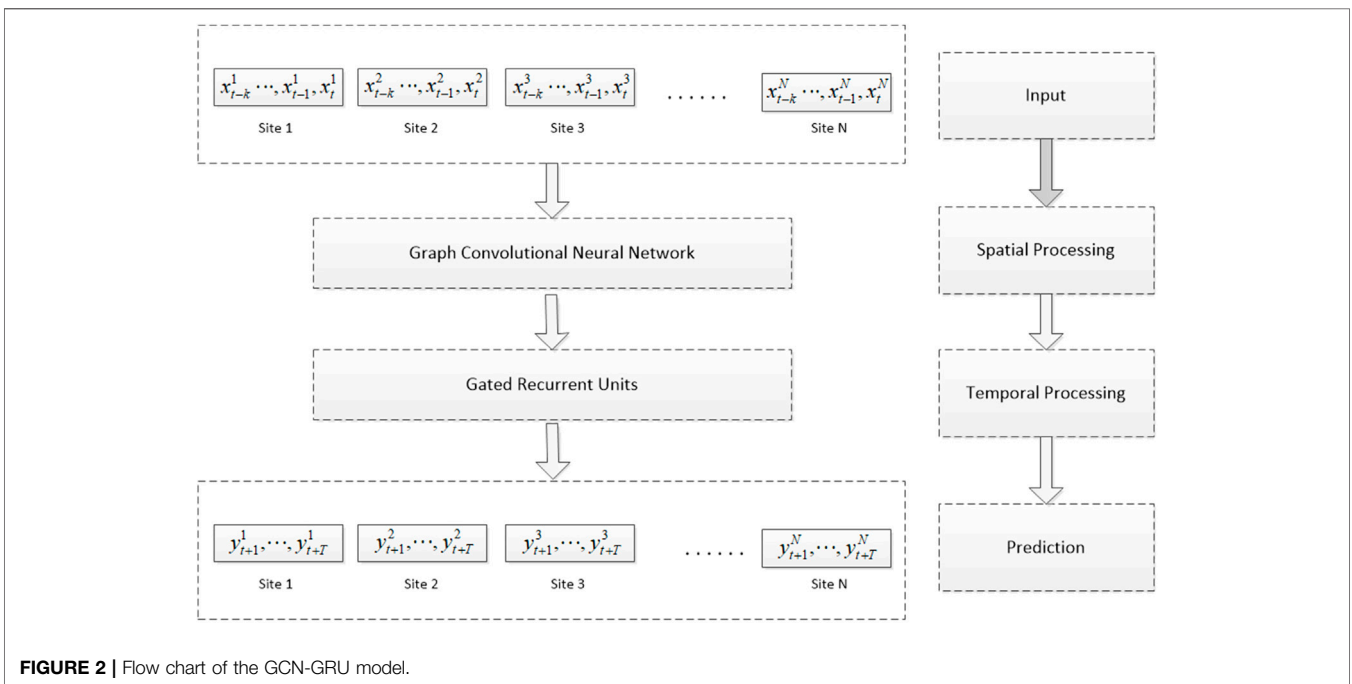 x^1_{t-k} ⋯, x^1_{t-1}, x^1_t
x^2_{t-k} ⋯, x^2_{t-1}, x^2_t
x^3_{t-k} ⋯, x^3_{t-1}, x^3_t
......
x^N_{t-k} ⋯, x^N_{t-1}, x^N_t
Site 1
Site 2
Site 3
Site N
Graph Convolutional Neural Network
Gated Recurrent Units
y^1_{t+1}, ⋯, y^1_{t+T}
y^2_{t+1}, ⋯, y^2_{t+T}
y^3_{t+1}, ⋯, y^3_{t+T}
......
y^N_{t+1}, ⋯, y^N_{t+T}
Site 1
Site 2
Site 3
Site N
Input
Spatial Processing
Temporal Processing
Prediction
FIGURE 2 | Flow chart of the GCN-GRU model.